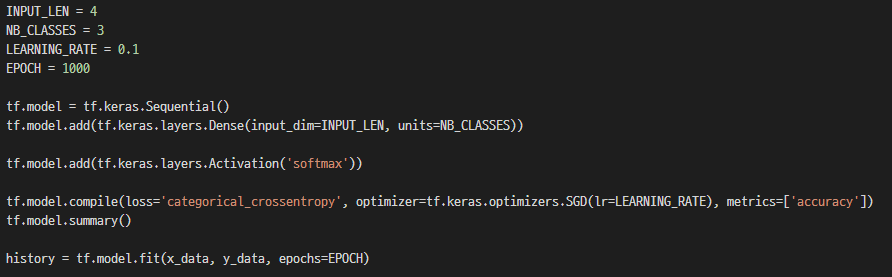 INPUT_LEN = 4
NB_CLASSES = 3
LEARNING_RATE = 0.1
EPOCH = 1000
tf.model = tf.keras.Sequential()
tf.model.add(tf.keras.layers.Dense(input_dim=INPUT_LEN, units=NB_CLASSES))
tf.model.add(tf.keras.layers.Activation('softmax'))
tf.model.compile(loss='categorical_crossentropy', optimizer=tf.keras.optimizers.SGD(lr=LEARNING_RATE), metrics=['accuracy'])
tf.model.summary()
history = tf.model.fit(x_data, y_data, epochs=EPOCH)